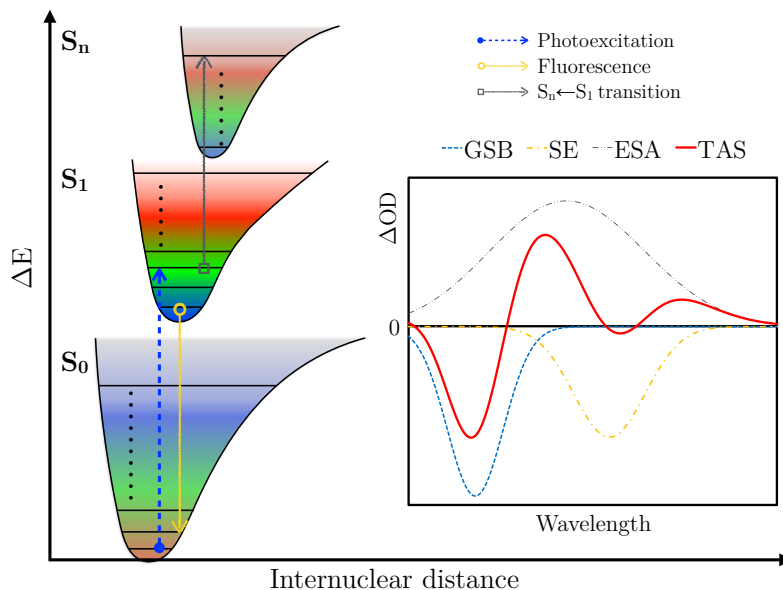 Sₙ
Photoexcitation
Fluorescence
Sₙ←S₁ transition
GSB SE ESA TAS
S₁
ΔOD
ΔE
0
S₀
Wavelength
Internuclear distance